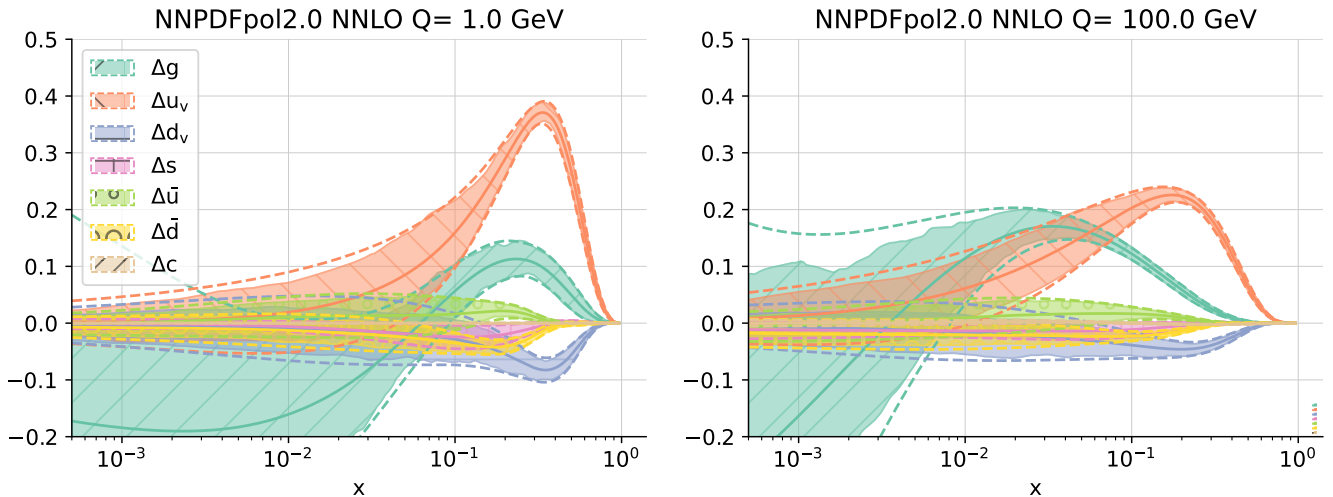 NNPDFpol2.0 NNLO Q= 1.0 GeV
0.5
0.4
0.3
0.2
0.1
0.0
−0.1
−0.2
Δg
Δuᵥ
Δdᵥ
Δs
Δū
Δd̄
Δc
10⁻³
10⁻²
10⁻¹
10⁰
x
NNPDFpol2.0 NNLO Q= 100.0 GeV
0.5
0.4
0.3
0.2
0.1
0.0
−0.1
−0.2
10⁻³
10⁻²
10⁻¹
10⁰
x